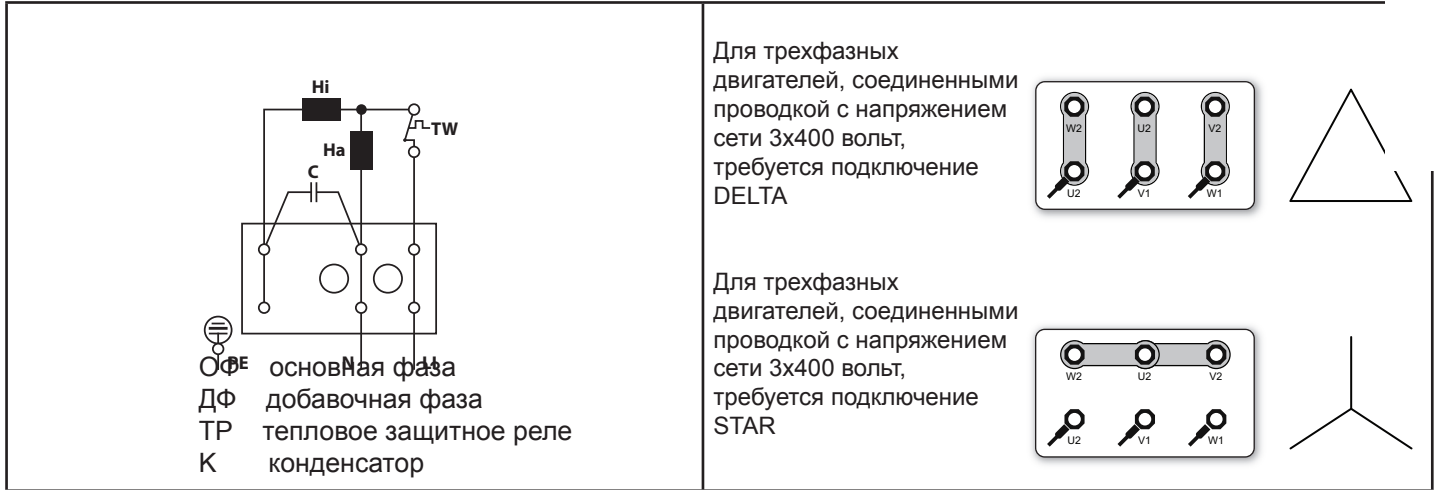 Hi
TW
Ha
C
PE N L1
ОФ основная фаза
ДФ добавочная фаза
ТР тепловое защитное реле
К конденсатор
Для трехфазных
двигателей, соединенными
проводкой с напряжением
сети 3x400 вольт,
требуется подключение
DELTA
W2 U2 V2
U2 V1 W1
Для трехфазных
двигателей, соединенными
проводкой с напряжением
сети 3x400 вольт,
требуется подключение
STAR
W2 U2 V2
U2 V1 W1